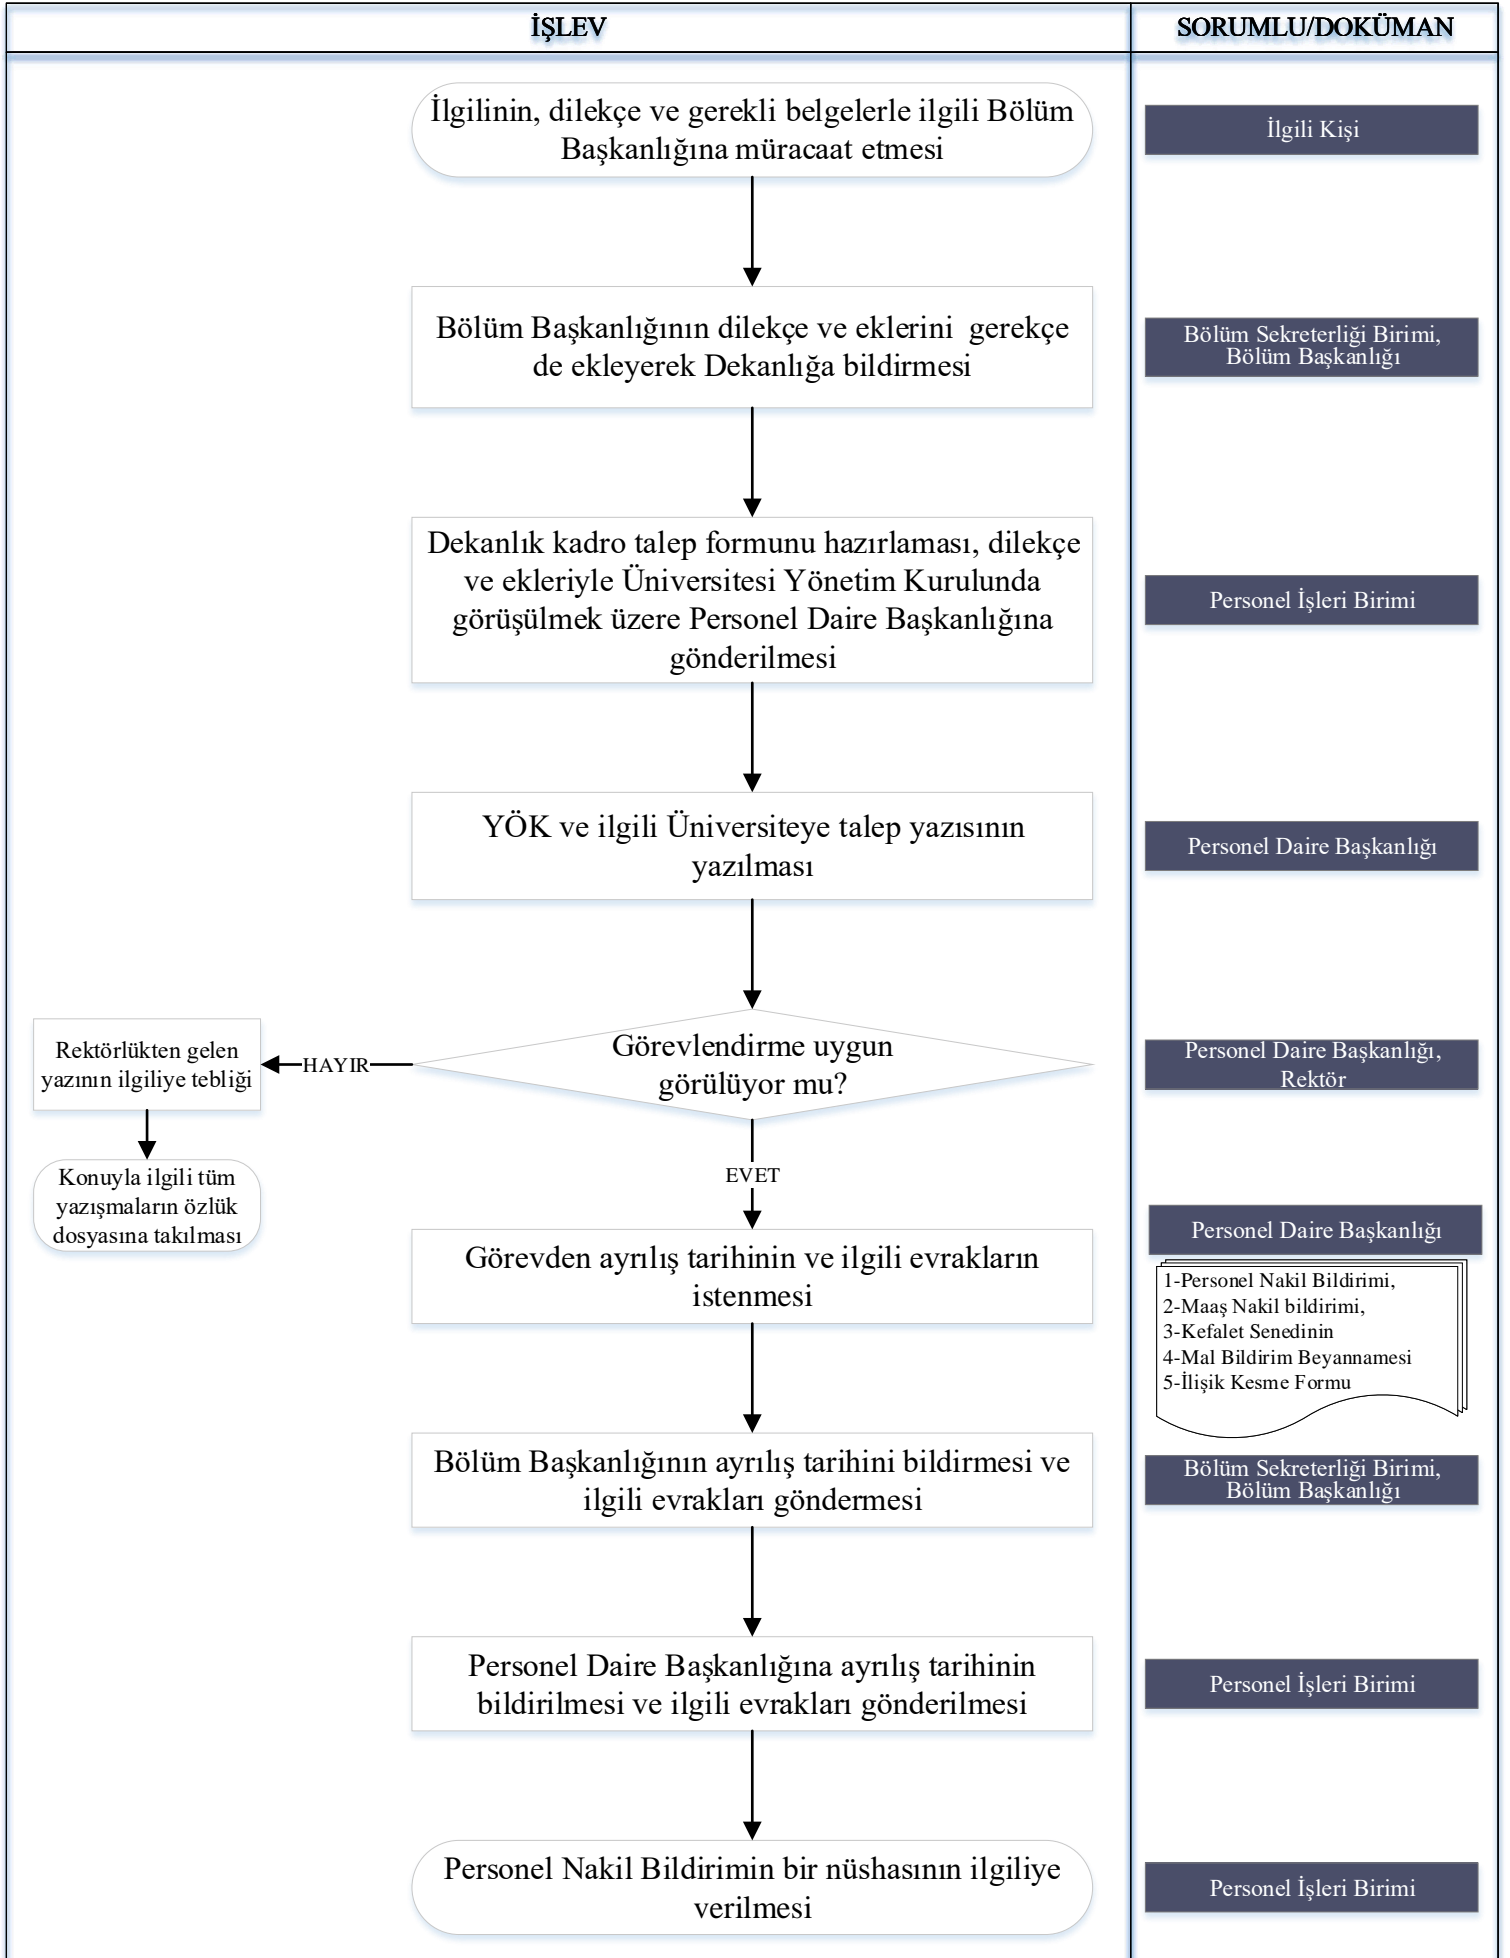 İŞLEV
SORUMLU/DOKÜMAN
İlgilinin, dilekçe ve gerekli belgelerle ilgili Bölüm
Başkanlığına müracaat etmesi
İlgili Kişi
Bölüm Başkanlığının dilekçe ve eklerini gerekçe
de ekleyerek Dekanlığa bildirmesi
Bölüm Sekreterliği Birimi,
Bölüm Başkanlığı
Dekanlık kadro talep formunu hazırlaması, dilekçe
ve ekleriyle Üniversitesi Yönetim Kurulunda
görüşülmek üzere Personel Daire Başkanlığına
gönderilmesi
Personel İşleri Birimi
YÖK ve ilgili Üniversiteye talep yazısının
yazılması
Personel Daire Başkanlığı
Görevlendirme uygun
görülüyor mu?
Personel Daire Başkanlığı,
Rektör
HAYIR
Rektörlükten gelen
yazının ilgiliye tebliği
Konuyla ilgili tüm
yazışmaların özlük
dosyasına takılması
EVET
Görevden ayrılış tarihinin ve ilgili evrakların
istenmesi
Personel Daire Başkanlığı
1-Personel Nakil Bildirimi,
2-Maaş Nakil bildirimi,
3-Kefalet Senedinin
4-Mal Bildirim Beyannamesi
5-İlişik Kesme Formu
Bölüm Başkanlığının ayrılış tarihini bildirmesi ve
ilgili evrakları göndermesi
Bölüm Sekreterliği Birimi,
Bölüm Başkanlığı
Personel Daire Başkanlığına ayrılış tarihinin
bildirilmesi ve ilgili evrakları gönderilmesi
Personel İşleri Birimi
Personel Nakil Bildirimin bir nüshasının ilgiliye
verilmesi
Personel İşleri Birimi